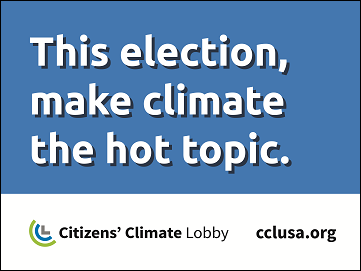 This election,
make climate
the hot topic.
Citizens’ Climate Lobby cclusa.org